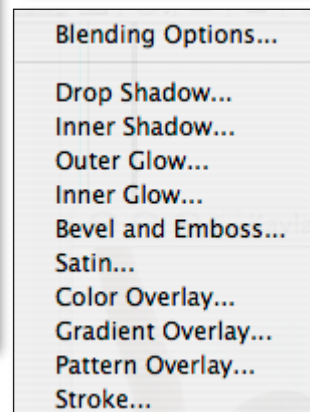 Blending Options...
Drop Shadow...
Inner Shadow...
Outer Glow...
Inner Glow...
Bevel and Emboss...
Satin...
Color Overlay...
Gradient Overlay...
Pattern Overlay...
Stroke...